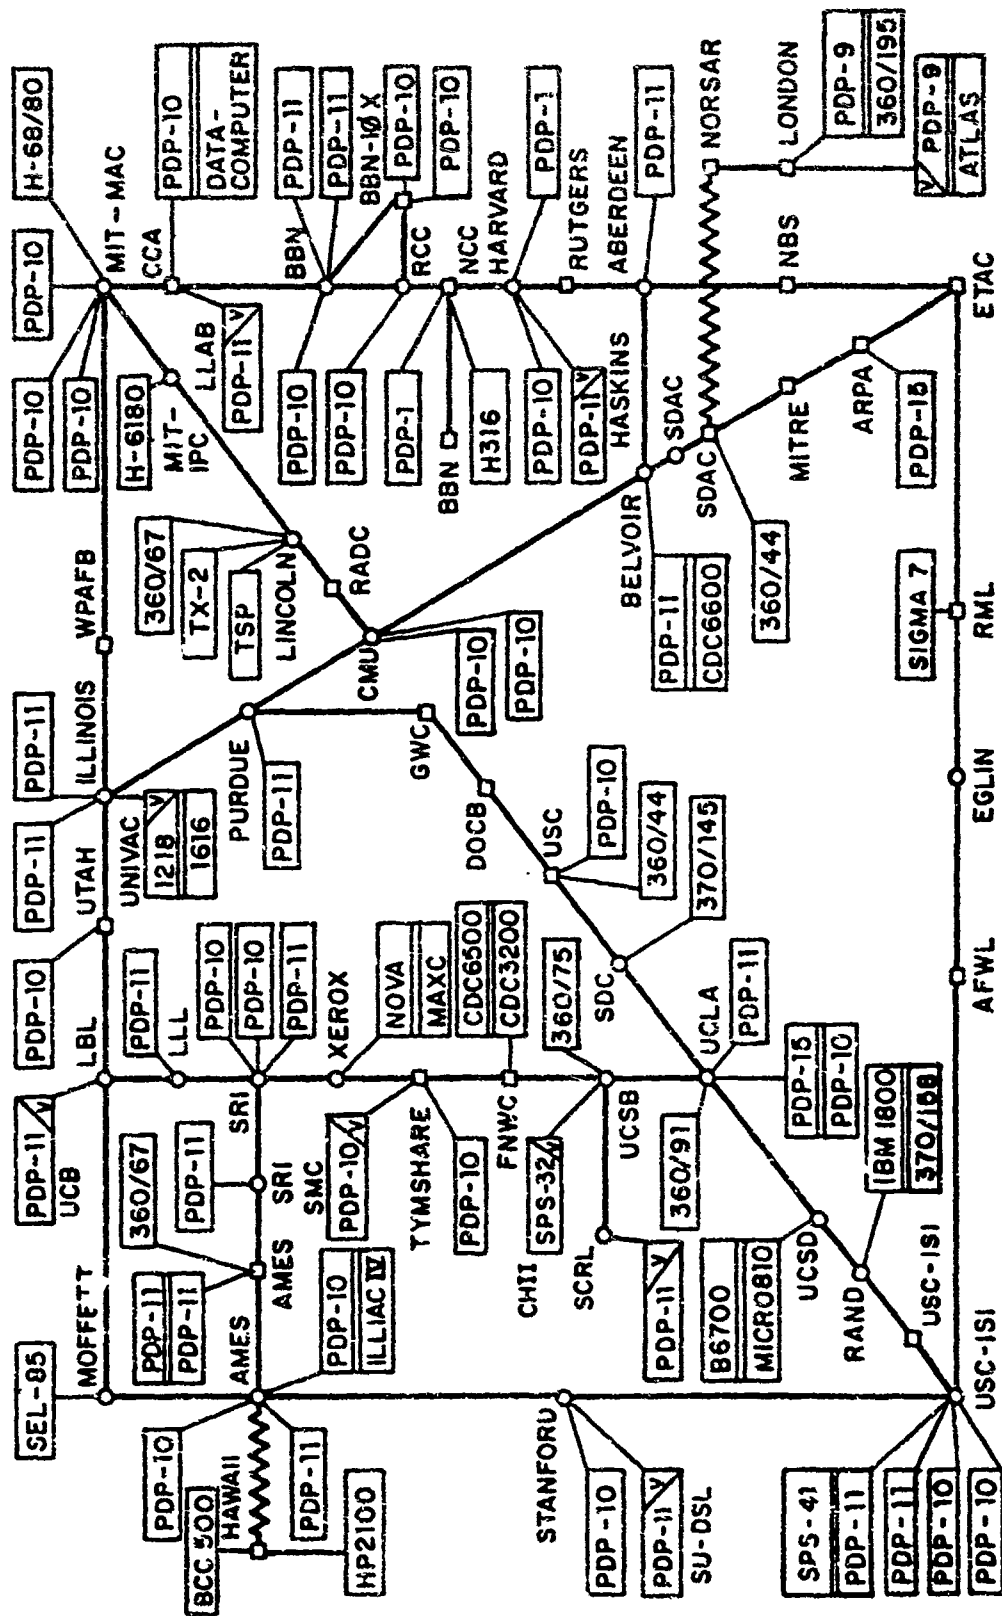 SEL-85
MOFFETT
PDP-11
UCB
LBL
PDP-10
UTAH
PDP-11
PDP-11
ILLINOIS
UNIVAC
1218
1616
WPAFB
PDP-10
PDP-10
PDP-10
H-68/80
MIT-MAC
PDP-10
DATA-
COMPUTER
CCA
LLAB
PDP-11
H-6180
MIT-
IPC
360/67
TX-2
TSP
LINCOLN
RADC
CMU
PDP-10
PDP-10
PURDUE
PDP-11
GWC
DOCB
USC
PDP-10
360/44
SDC
370/145
PDP-11
LLL
PDP-10
PDP-10
PDP-11
SRI
XEROX
NOVA
MAXC
PDP-11
SRI
360/67
PDP-11
PDP-11
AMES
AMES
PDP-10
ILLIAC IV
PDP-10
BCC 500
HAWAII
PDP-11
HP2100
SMC
PDP-10
TYMSHARE
PDP-10
CDC6500
CDC3200
FNWC
360/75
CHII
SPS-32
UCSB
SCRL
PDP-11
UCLA
PDP-11
360/91
PDP-15
PDP-10
B6700
MICRO810
UCSD
IBM 1800
370/158
RAND
USC-ISI
STANFORD
PDP-10
PDP-11
SU-DSL
SPS-41
PDP-11
PDP-11
PDP-10
PDP-10
USC-ISI
AFWL
EGLIN
SIGMA 7
RML
ETAC
PDP-11
PDP-11
BBN
PDP-10
BBN-10X
PDP-10
PDP-10
RCC
PDP-10
NCC
PDP-1
H316
BBN
HARVARD
PDP-1
PDP-10
PDP-11
RUTGERS
HASKINS
ABERDEEN
PDP-11
BELVOIR
PDP-11
CDC6600
SDAC
SDAC
360/44
NORSAR
LONDON
PDP-9
360/195
PDP-9
ATLAS
MITRE
NBS
ARPA
PDP-15
V
V
V
V
V
V
V
V
V